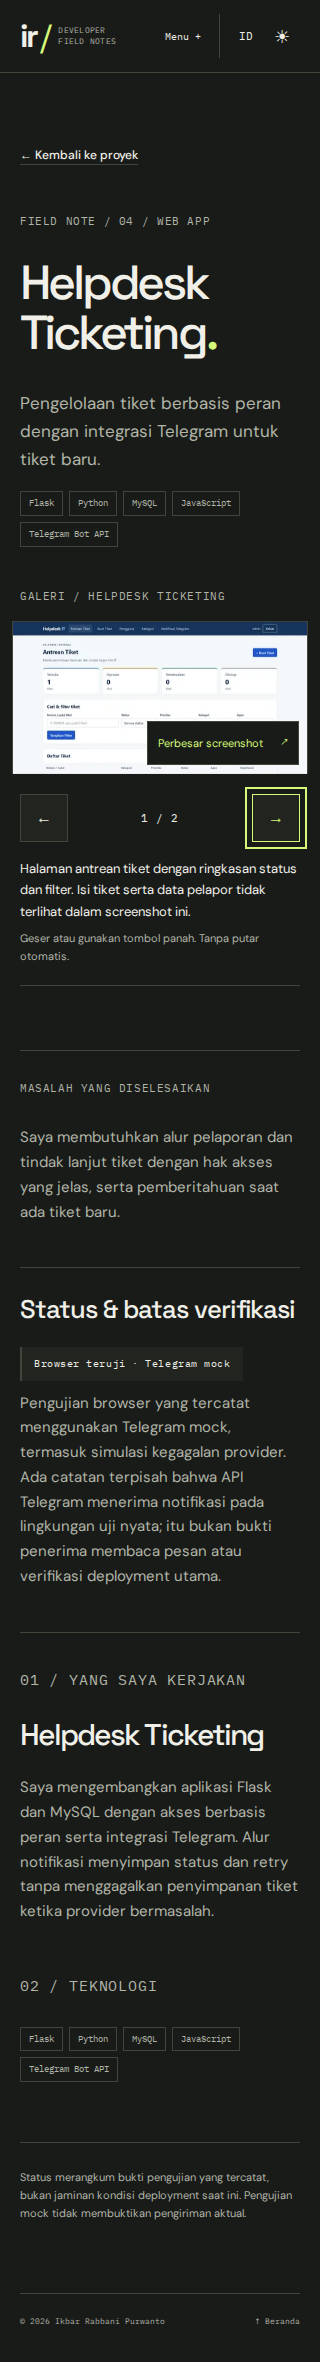 ir/ DEVELOPER
FIELD NOTES
Menu +
ID
← Kembali ke proyek
FIELD NOTE / 04 / WEB APP
Helpdesk
Ticketing.
Pengelolaan tiket berbasis peran
dengan integrasi Telegram untuk
tiket baru.
Flask Python MySQL JavaScript
Telegram Bot API
GALERI / HELPDESK TICKETING
Helpdesk IT
Antrean Tiket
Cari & filter tiket
Daftar Tiket
Perbesar screenshot ↗
← 1 / 2 →
Halaman antrean tiket dengan ringkasan status
dan filter. Isi tiket serta data pelapor tidak
terlihat dalam screenshot ini.
Geser atau gunakan tombol panah. Tanpa putar
otomatis.
MASALAH YANG DISELESAIKAN
Saya membutuhkan alur pelaporan dan
tindak lanjut tiket dengan hak akses
yang jelas, serta pemberitahuan saat
ada tiket baru.
Status & batas verifikasi
Browser teruji · Telegram mock
Pengujian browser yang tercatat
menggunakan Telegram mock,
termasuk simulasi kegagalan provider.
Ada catatan terpisah bahwa API
Telegram menerima notifikasi pada
lingkungan uji nyata; itu bukan bukti
penerima membaca pesan atau
verifikasi deployment utama.
01 / YANG SAYA KERJAKAN
Helpdesk Ticketing
Saya mengembangkan aplikasi Flask
dan MySQL dengan akses berbasis
peran serta integrasi Telegram. Alur
notifikasi menyimpan status dan retry
tanpa menggagalkan penyimpanan tiket
ketika provider bermasalah.
02 / TEKNOLOGI
Flask Python MySQL JavaScript
Telegram Bot API
Status merangkum bukti pengujian yang tercatat,
bukan jaminan kondisi deployment saat ini. Pengujian
mock tidak membuktikan pengiriman aktual.
© 2026 Ikbar Rabbani Purwanto
↑ Beranda